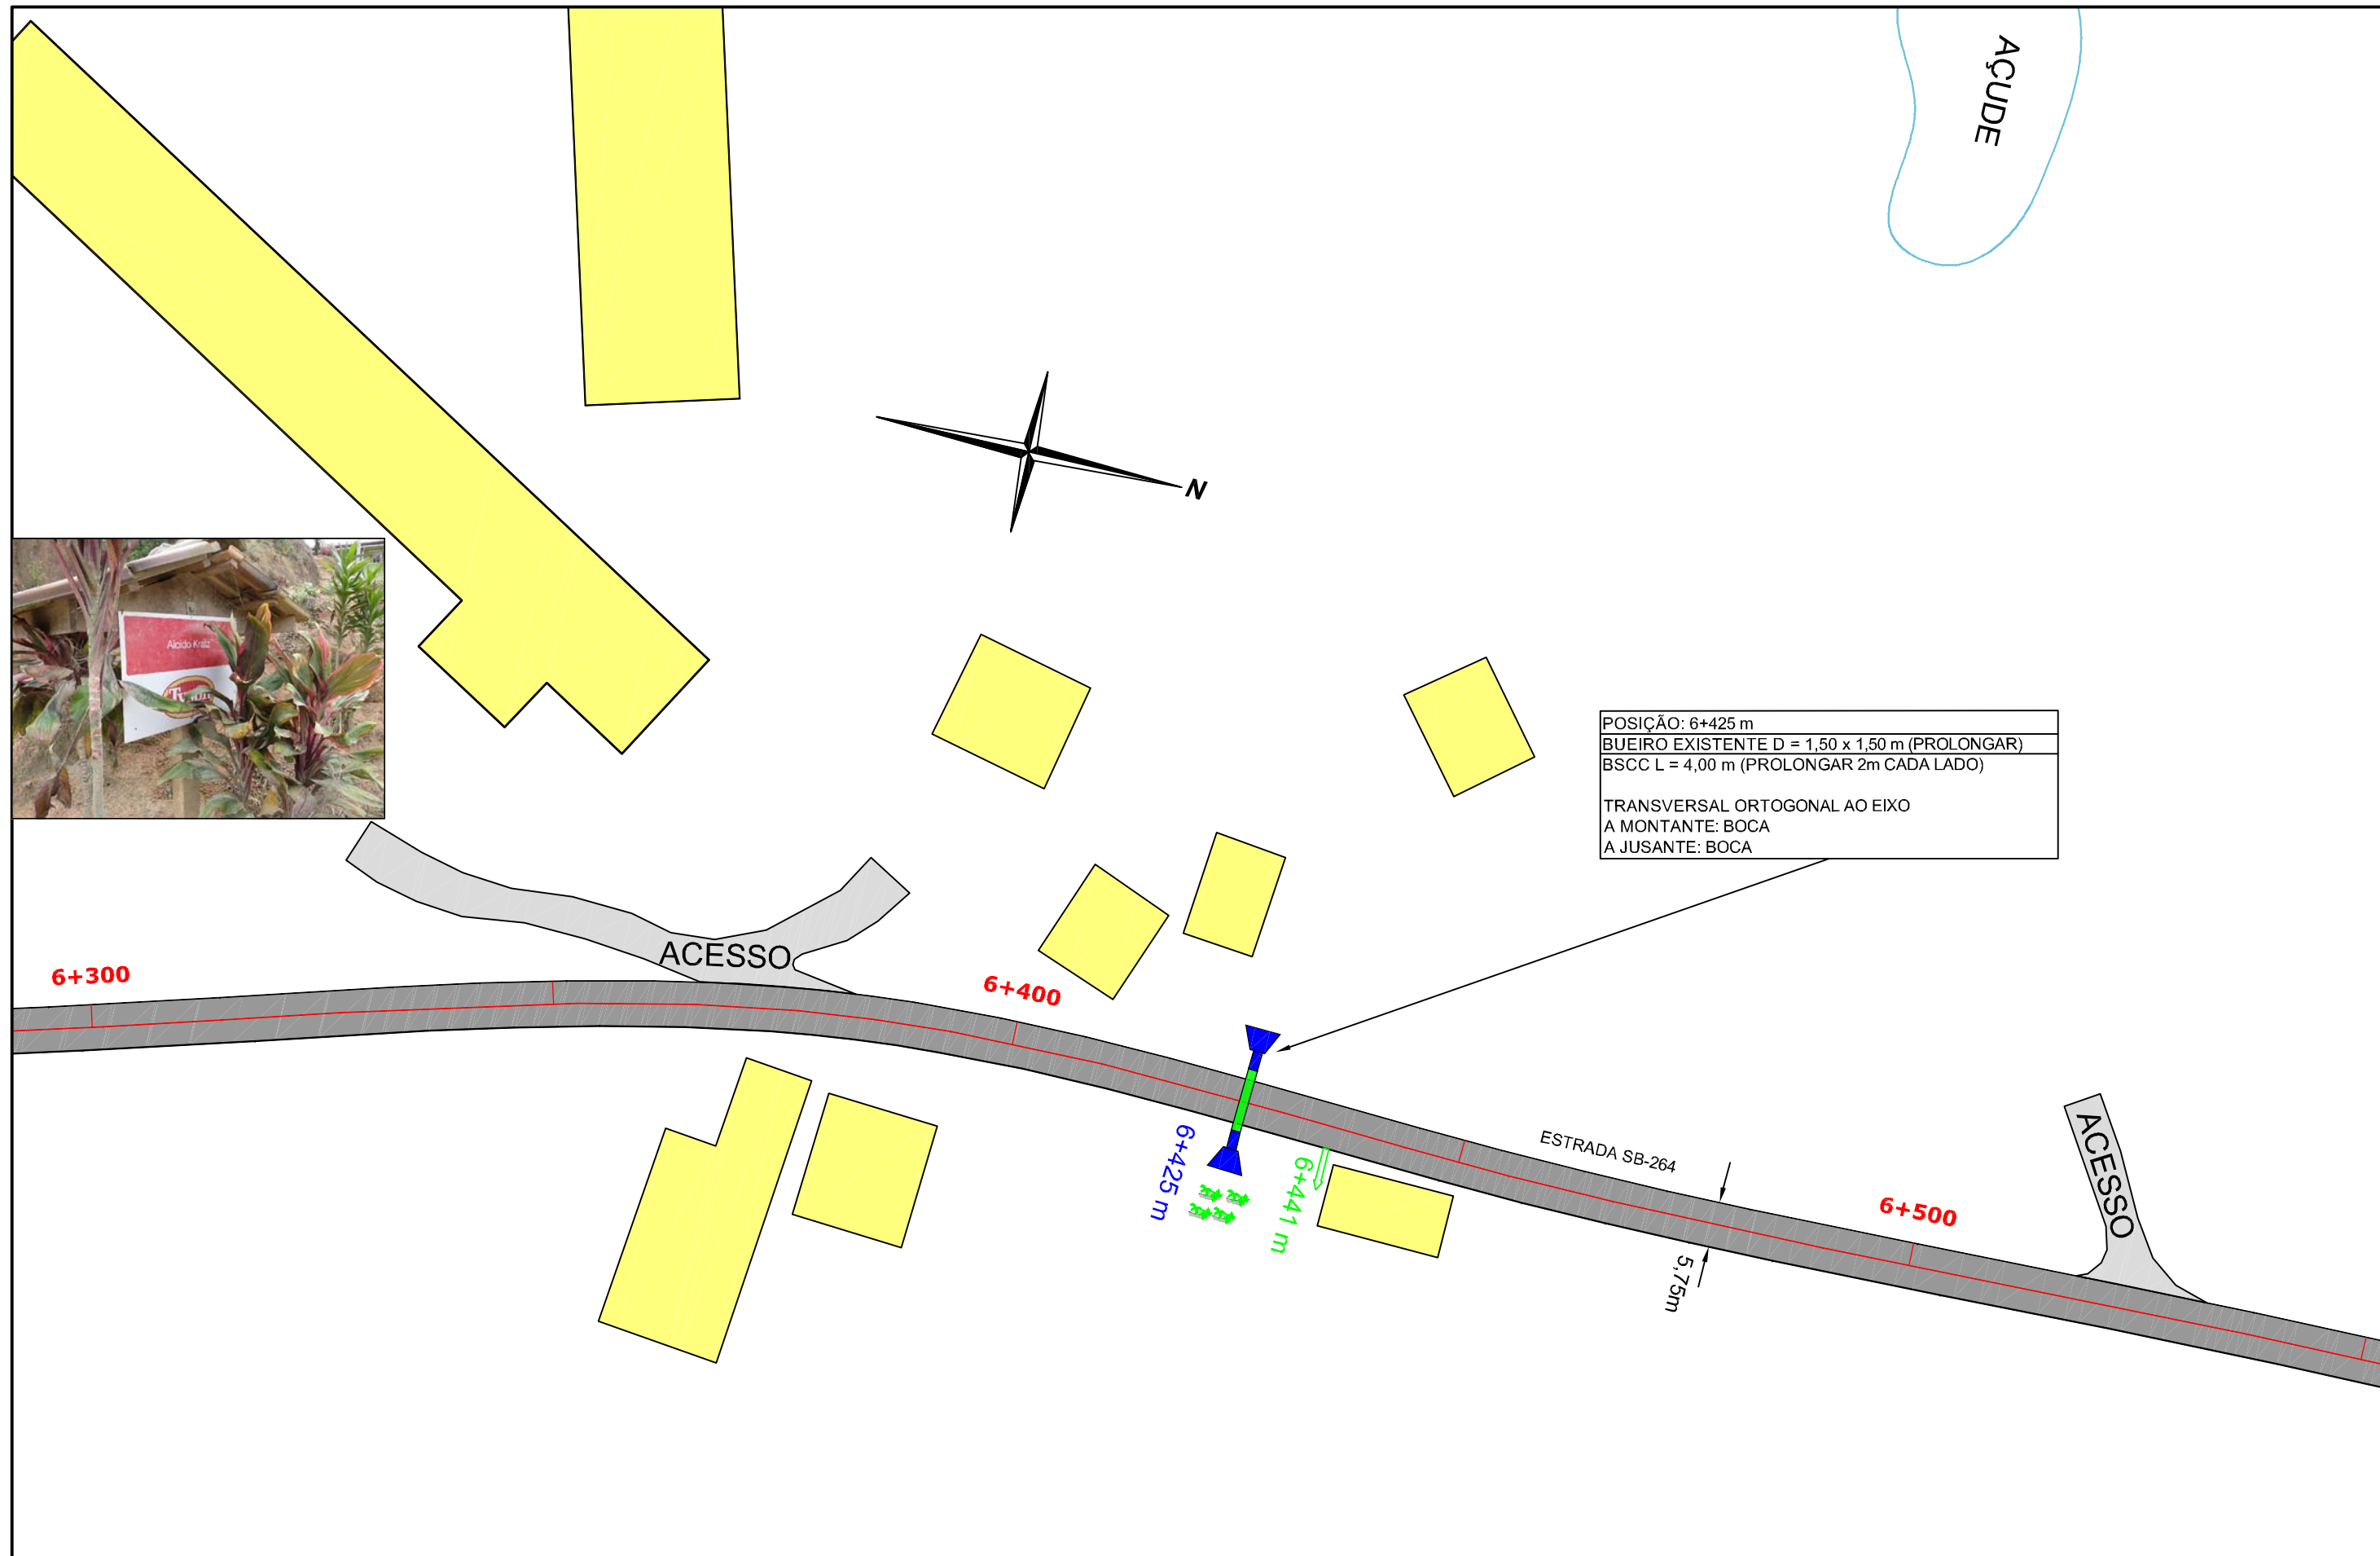 AÇUDE
N
Alcido Kratz
POSIÇÃO: 6+425 m
BUEIRO EXISTENTE D = 1,50 x 1,50 m (PROLONGAR)
BSCC L = 4,00 m (PROLONGAR 2m CADA LADO)
TRANSVERSAL ORTOGONAL AO EIXO
A MONTANTE: BOCA
A JUSANTE: BOCA
ACESSO
6+300
6+400
6+425 m
6+441 m
ESTRADA SB-264
5,75m
6+500
ACESSO